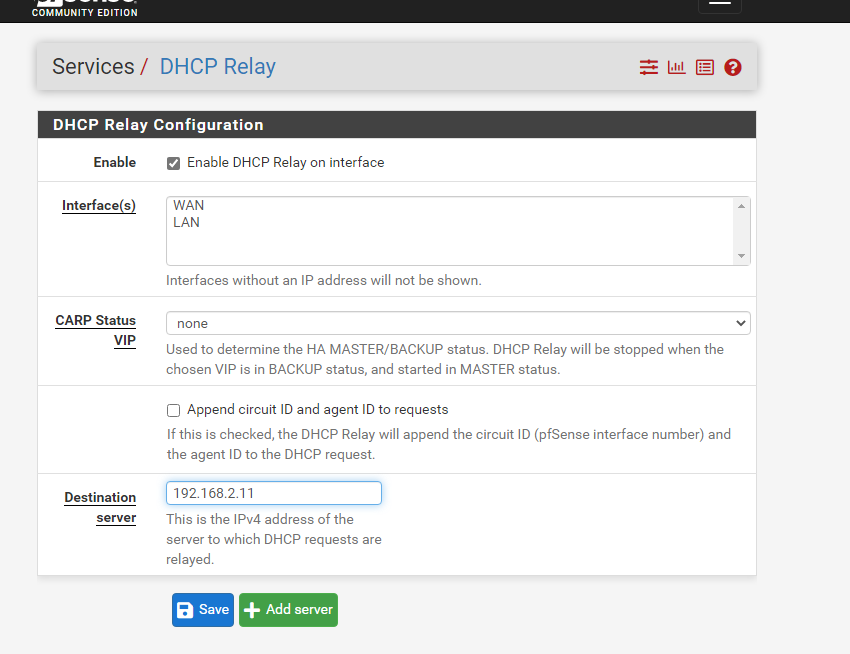 COMMUNITY EDITION
Services / DHCP Relay
DHCP Relay Configuration
Enable
Enable DHCP Relay on interface
Interface(s)
WAN
LAN
Interfaces without an IP address will not be shown.
CARP Status
VIP
none
Used to determine the HA MASTER/BACKUP status. DHCP Relay will be stopped when the
chosen VIP is in BACKUP status, and started in MASTER status.
Append circuit ID and agent ID to requests
If this is checked, the DHCP Relay will append the circuit ID (pfSense interface number) and
the agent ID to the DHCP request.
Destination
server
192.168.2.11
This is the IPv4 address of the
server to which DHCP requests are
relayed.
Save
Add server